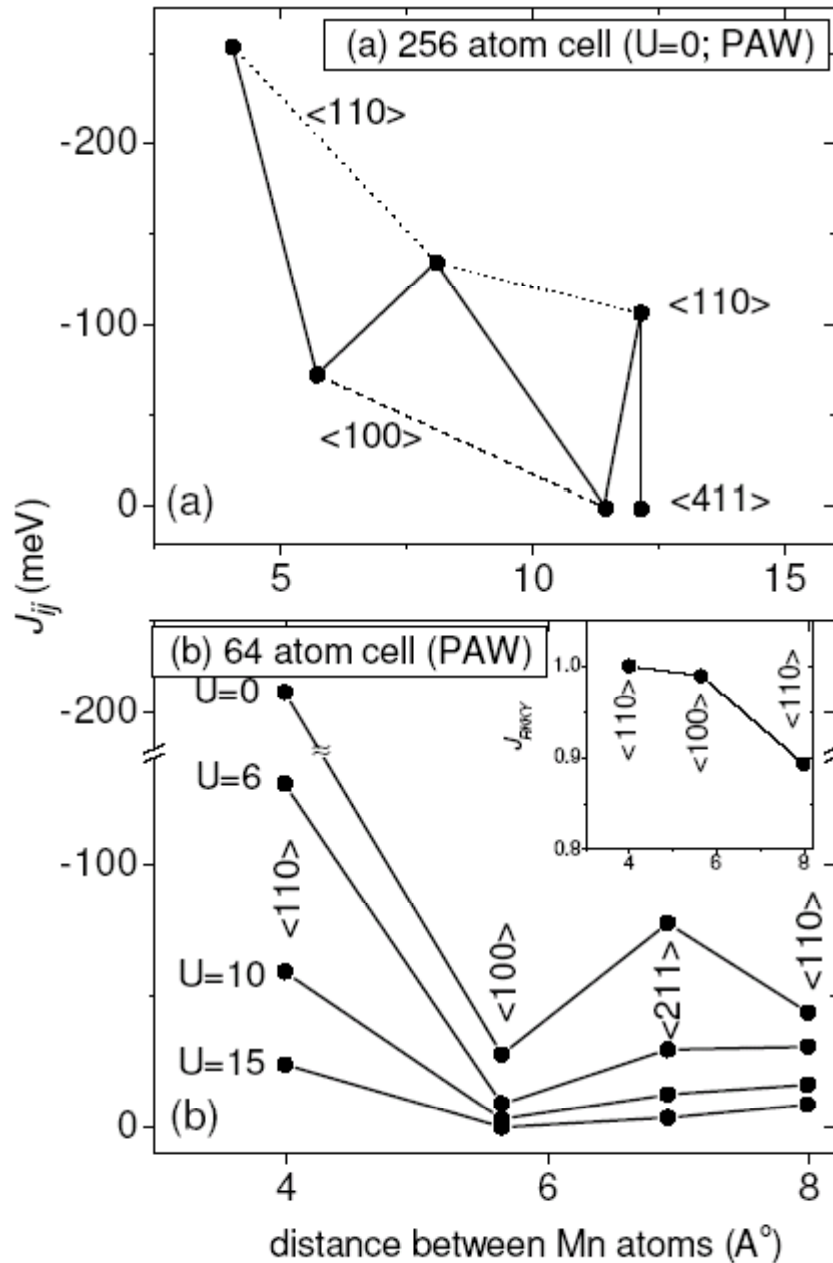 (a) 256 atom cell (U=0; PAW)
<110>
-200
-100
<110>
<100>
0
(a)
<411>
5
10
15
J_ij (meV)
(b) 64 atom cell (PAW)
U=0
-200
U=6
-100
<110>
U=10
U=15
0
(b)
<100>
<211>
<110>
1.0
0.9
0.8
J_RKKY
<110>
<100>
<110>
4
6
8
4
6
8
distance between Mn atoms (A°)